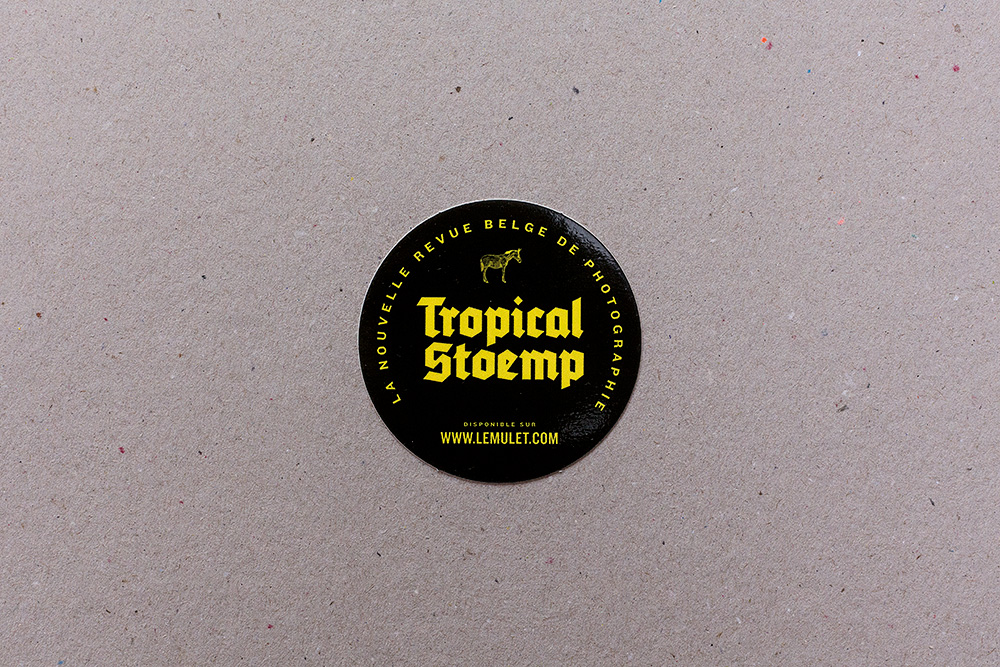 LA NOUVELLE REVUE BELGE DE PHOTOGRAPHIE
Tropical
Stoemp
DISPONIBLE SUR
WWW.LEMULET.COM